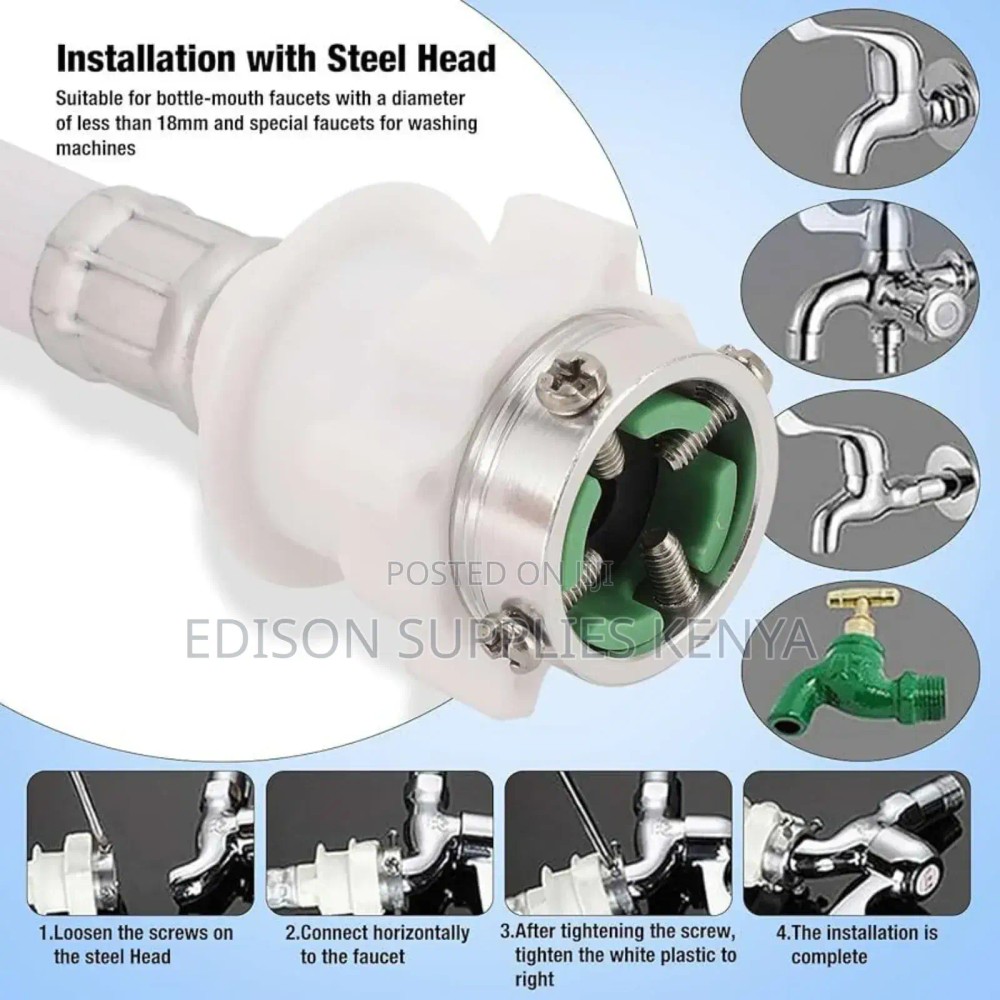 Installation with Steel Head
Suitable for bottle-mouth faucets with a diameter
of less than 18mm and special faucets for washing
machines
POSTED ON JIJI
EDISON SUPPLIES KENYA
1.Loosen the screws on
the steel Head
2.Connect horizontally
to the faucet
3.After tightening the screw,
tighten the white plastic to
right
4.The installation is
complete